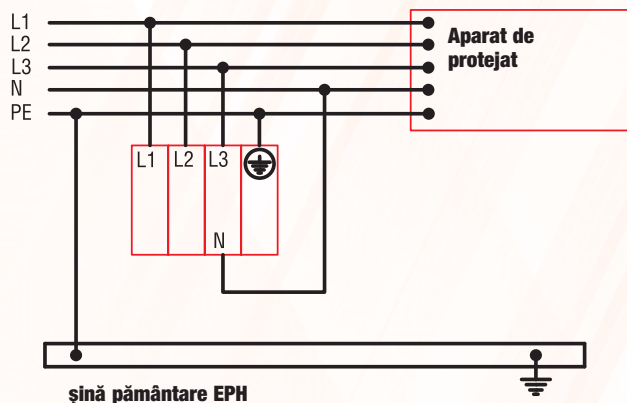 L1
L2
L3
N
PE
Aparat de
protejat
L1 L2 L3
N
șină pământare EPH